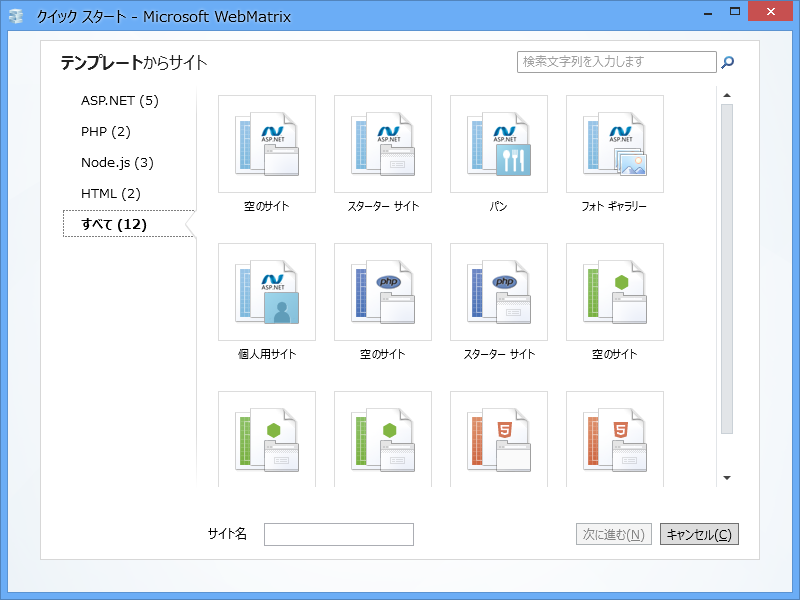 クイック スタート - Microsoft WebMatrix
テンプレートからサイト
検索文字列を入力します
ASP.NET (5)
PHP (2)
Node.js (3)
HTML (2)
すべて (12)
ASP.NET
ASP.NET
ASP.NET
ASP.NET
空のサイト
スターター サイト
パン
フォト ギャラリー
ASP.NET
php
php
個人用サイト
空のサイト
スターター サイト
空のサイト
5
5
サイト名
次に進む(N)
キャンセル(C)